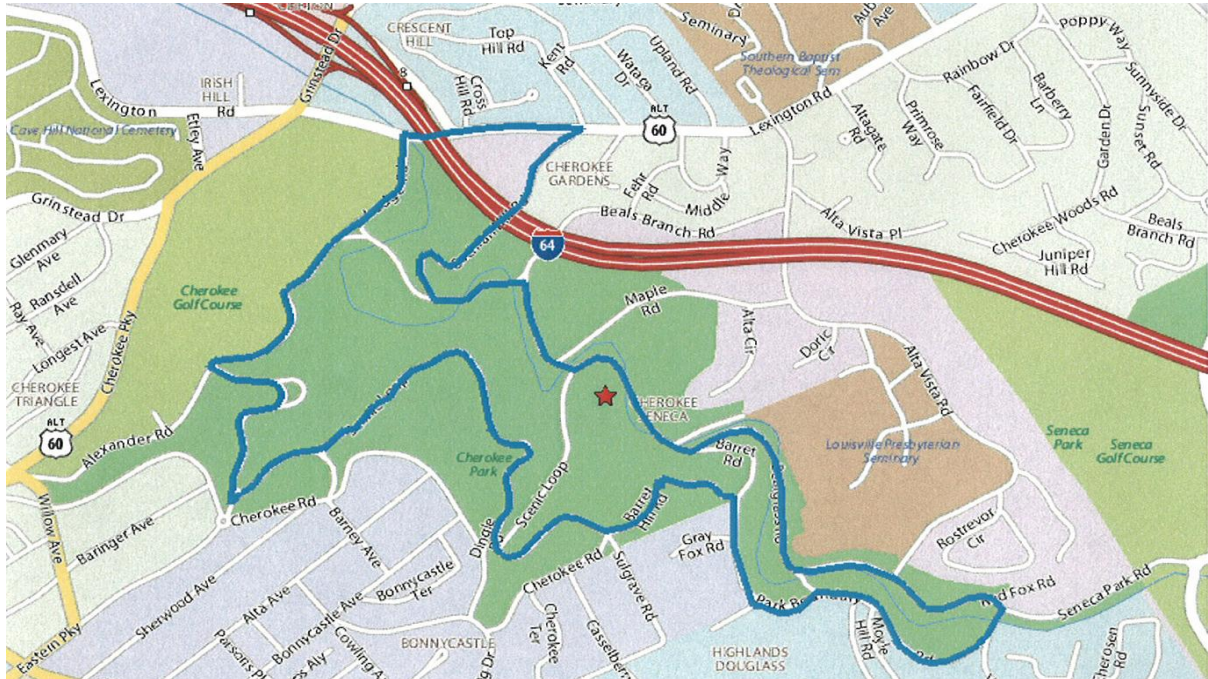 CLIFTON
Grinstead Dr
CRESCENT
HILL
Top
Hill Rd
Kent
Rd
Wataga
Dr
Upland Rd
Seminary
Dr
Southern Baptist
Theological Sem
Aub
Ave
Rainbow Dr
Poppy Way
Sunnyside Dr
8
Cross
Hill Rd
IRISH
HILL
Lexington
Rd
Cave Hill National Cemetery
Etley Ave
ALT
60
Lexington Rd
Altagate
Rd
Primrose
Way
Fairfield Dr
Barberry
Ln
Garden Dr
Sunset Rd
CHEROKEE
GARDENS
Fehr
Rd
Middle
Way
Grinstead Dr
Beals Branch Rd
64
Alta Vista Pl
Cherokee Woods Rd
Beals
Branch Rd
Juniper
Hill Rd
Glenmary
Ave
Ransdell
Ave
Ray Ave
Longest Ave
Cherokee
Golf Course
Cherokee Pky
Maple
Rd
Alta Cir
Doric
Cir
Alta Vista Rd
CHEROKEE
TRIANGLE
ALT
60
Alexander Rd
CHEROKEE
SENECA
Cherokee
Park
Barret
Rd
Louisville Presbyterian
Seminary
Seneca
Park
Seneca
Golf Course
Willow Ave
Cherokee Rd
Scenic Loop
Barret
Hill Rd
Baringer Ave
Barney Ave
Dingle
Gray
Fox Rd
Rostrevor
Cir
Sherwood Ave
Alta Ave
Bonnycastle
Ter
Bonnycastle Ave
Cherokee Rd
Sulgrave Rd
Red Fox Rd
Seneca Park Rd
Eastern Pky
Cowling A
BONNYCASTLE
Cherokee
Ter
Casselberry
HIGHLANDS
DOUGLASS
Moyle
Hill Rd
Rd